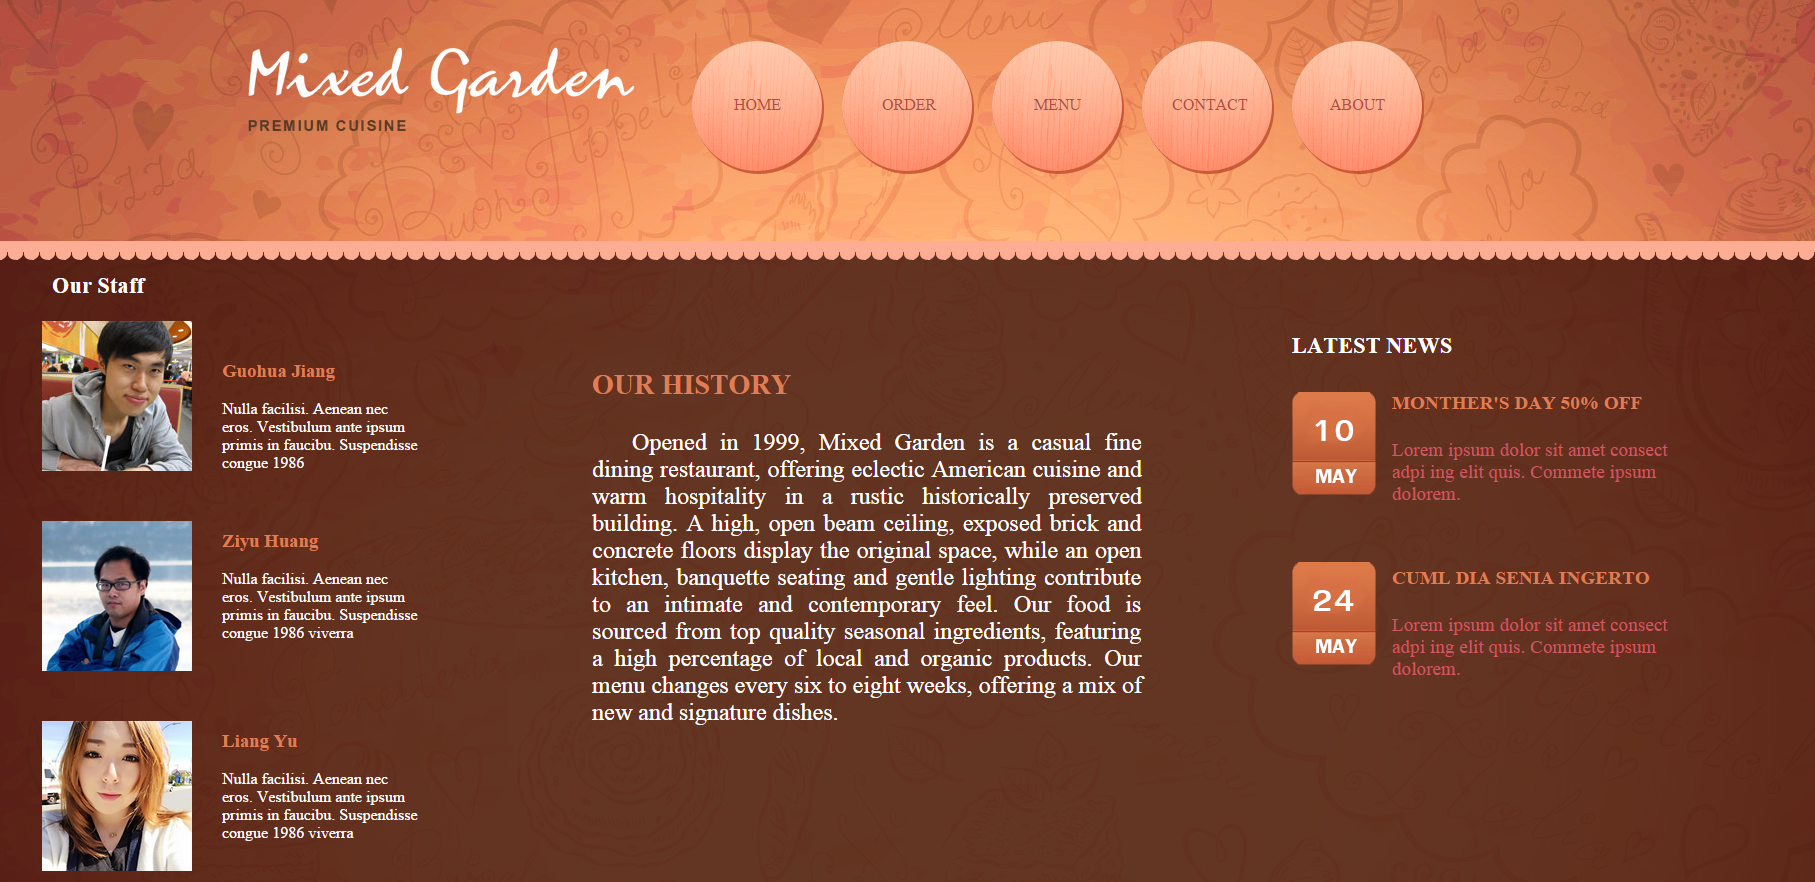 Mixed Garden
PREMIUM CUISINE
HOME
ORDER
MENU
CONTACT
ABOUT
Our Staff
Guohua Jiang
Nulla facilisi. Aenean nec
eros. Vestibulum ante ipsum
primis in faucibu. Suspendisse
congue 1986
Ziyu Huang
Nulla facilisi. Aenean nec
eros. Vestibulum ante ipsum
primis in faucibu. Suspendisse
congue 1986 viverra
Liang Yu
Nulla facilisi. Aenean nec
eros. Vestibulum ante ipsum
primis in faucibu. Suspendisse
congue 1986 viverra
OUR HISTORY
Opened in 1999, Mixed Garden is a casual fine
dining restaurant, offering eclectic American cuisine and
warm hospitality in a rustic historically preserved
building. A high, open beam ceiling, exposed brick and
concrete floors display the original space, while an open
kitchen, banquette seating and gentle lighting contribute
to an intimate and contemporary feel. Our food is
sourced from top quality seasonal ingredients, featuring
a high percentage of local and organic products. Our
menu changes every six to eight weeks, offering a mix of
new and signature dishes.
LATEST NEWS
10
MAY
MONTHER'S DAY 50% OFF
Lorem ipsum dolor sit amet consect
adpi ing elit quis. Commete ipsum
dolorem.
24
MAY
CUML DIA SENIA INGERTO
Lorem ipsum dolor sit amet consect
adpi ing elit quis. Commete ipsum
dolorem.